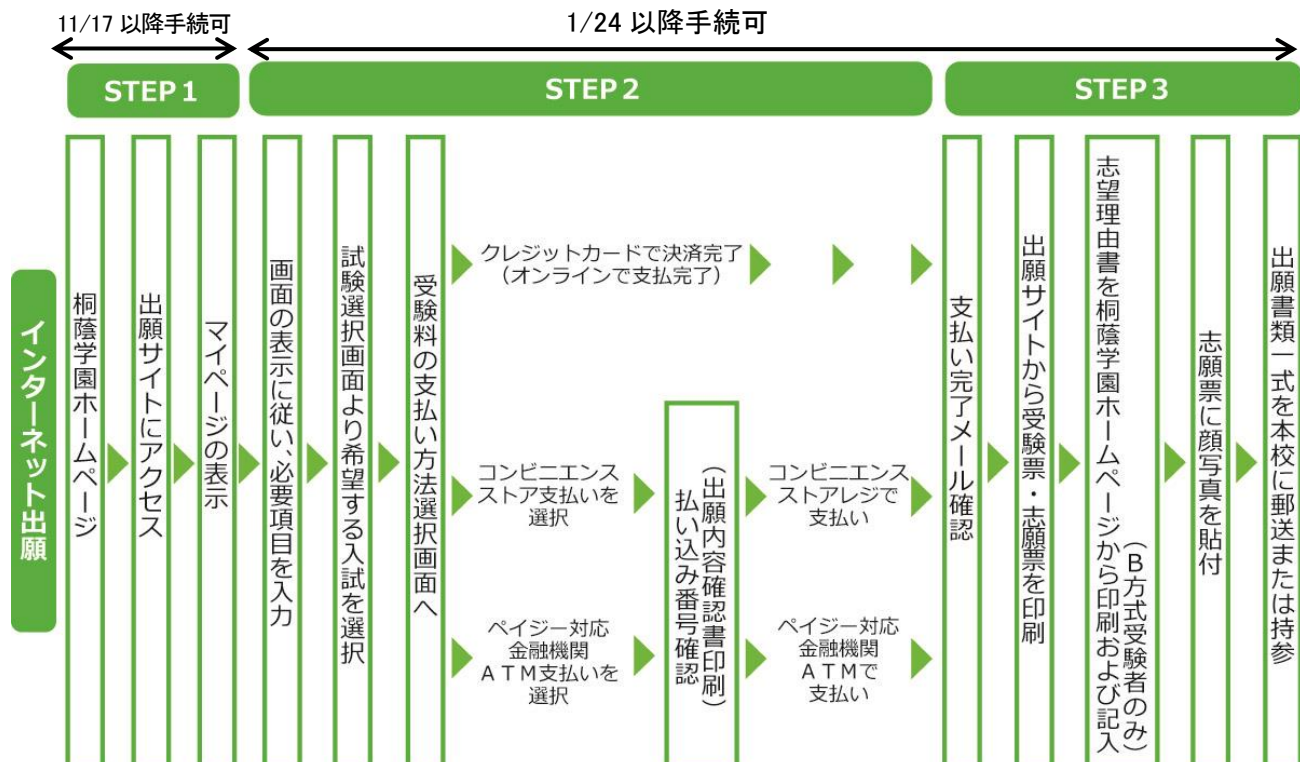 11/17 以降手続可
1/24 以降手続可
STEP 1
STEP 2
STEP 3
インターネット出願
桐蔭学園ホームページ
出願サイトにアクセス
マイページの表示
画面の表示に従い、必要項目を入力
試験選択画面より希望する入試を選択
受験料の支払い方法選択画面へ
クレジットカードで決済完了
（オンラインで支払完了）
コンビニエンス
ストア支払いを
選択
ペイジー対応
金融機関
ＡＴＭ支払いを
選択
（出願内容確認書印刷）
払い込み番号確認
コンビニエンス
ストアレジで
支払い
ペイジー対応
金融機関
ＡＴＭで
支払い
支払い完了メール確認
出願サイトから受験票・志願票を印刷
志望理由書を桐蔭学園ホームページから印刷および記入
（Ｂ方式受験者のみ）
志願票に顔写真を貼付
出願書類一式を本校に郵送または持参